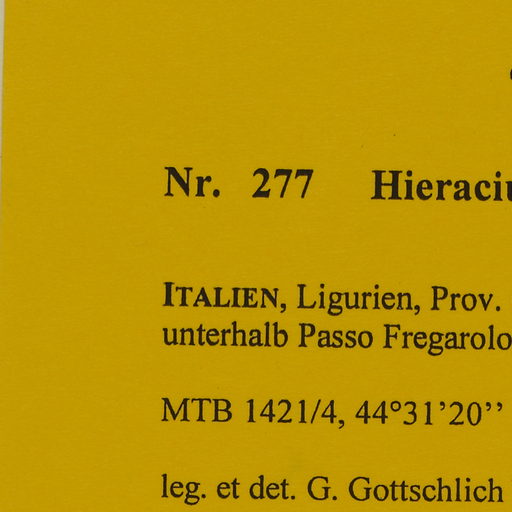 Nr. 277 Hieraciu
ITALIEN, Ligurien, Prov.
unterhalb Passo Fregarolo
MTB 1421/4, 44°31’20’’
leg. et det. G. Gottschlich